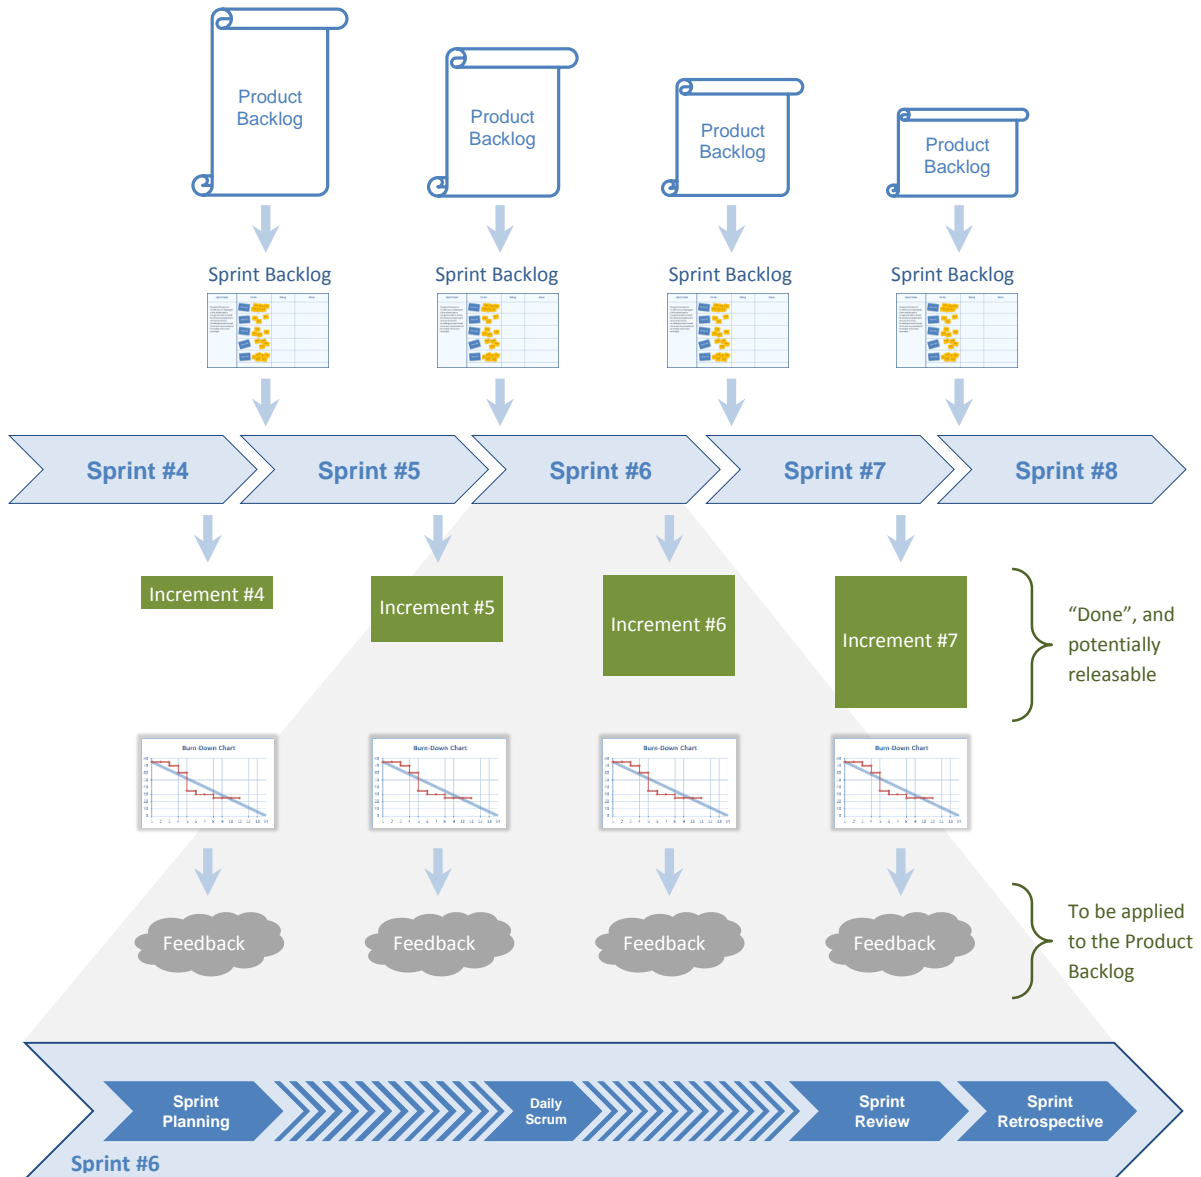 Product
Backlog
Product
Backlog
Product
Backlog
Product
Backlog
Sprint Backlog
Sprint Backlog
Sprint Backlog
Sprint Backlog
Sprint #4
Sprint #5
Sprint #6
Sprint #7
Sprint #8
Increment #4
Increment #5
Increment #6
Increment #7
“Done”, and
potentially
releasable
Burn-Down Chart
Burn-Down Chart
Burn-Down Chart
Burn-Down Chart
Feedback
Feedback
Feedback
Feedback
To be applied
to the Product
Backlog
Sprint
Planning
Daily
Scrum
Sprint
Review
Sprint
Retrospective
Sprint #6